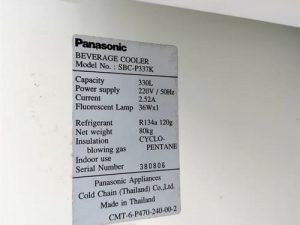 Panasonic
BEVERAGE COOLER
Model No. : SBC-P337K
Capacity 330L
Power supply 220V / 50Hz
Current 2.52A
Fluorescent Lamp 36Wx1
Refrigerant R134a 120g
Net weight 80kg
Insulation CYCLO-
blowing gas PENTANE
Indoor use
Serial Number 380806
Panasonic Appliances
Cold Chain (Thailand) Co.,Ltd.
Made in Thailand
CMT-6-P470-240-00-2